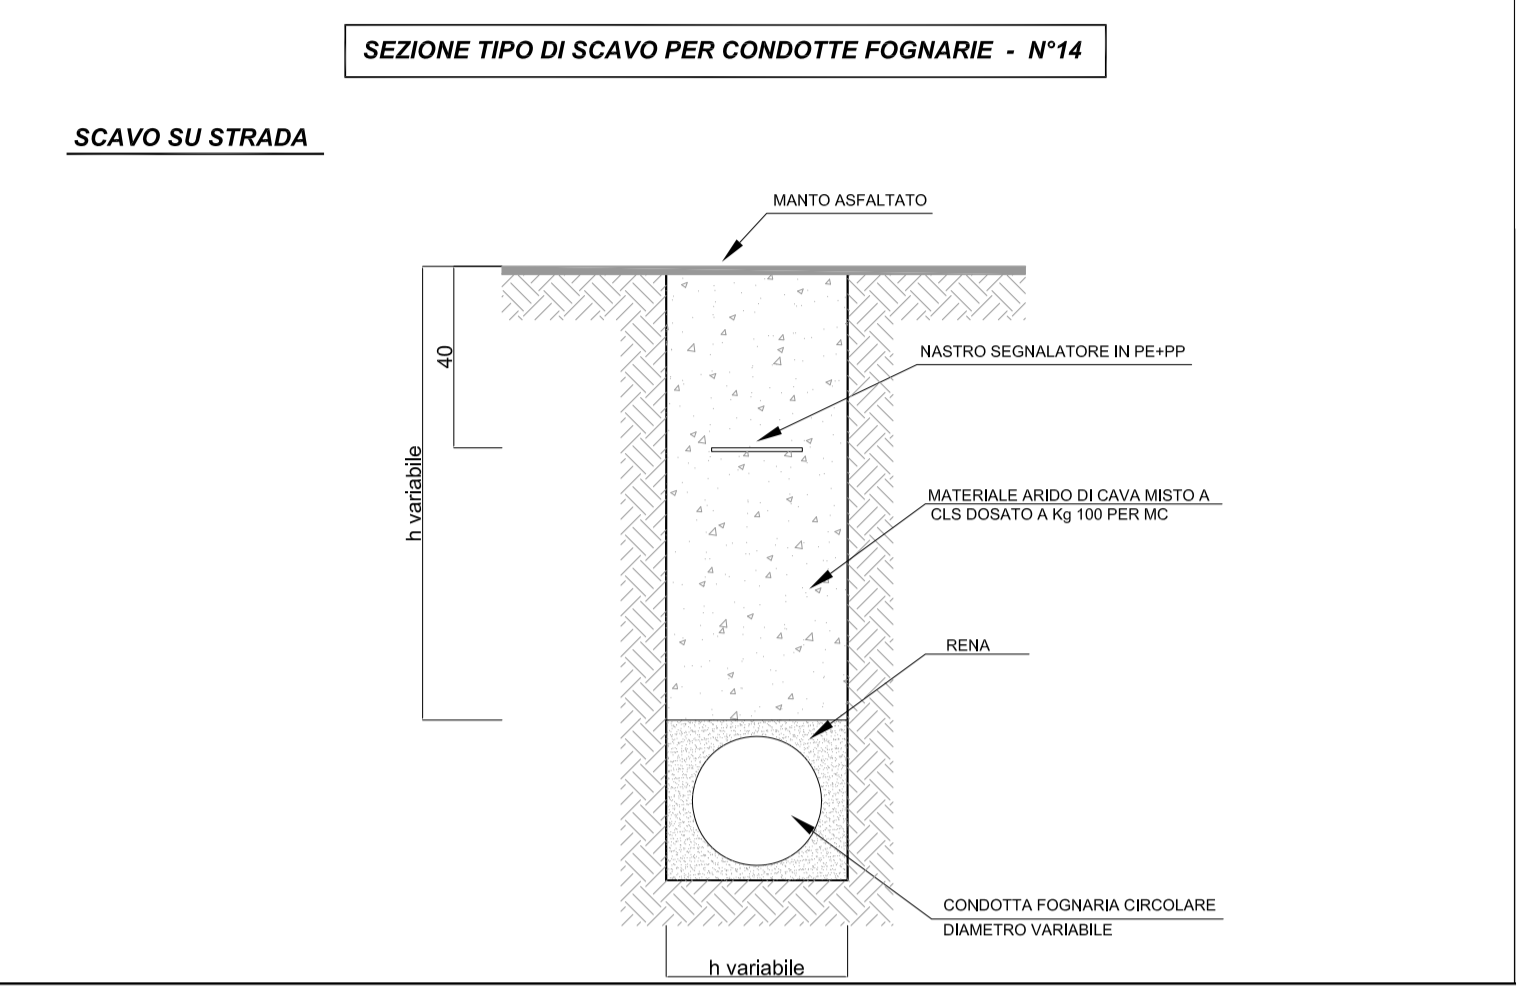 SEZIONE TIPO DI SCAVO PER CONDOTTE FOGNARIE - N°14
SCAVO SU STRADA
MANTO ASFALTATO
NASTRO SEGNALATORE IN PE+PP
40
h variabile
MATERIALE ARIDO DI CAVA MISTO A
CLS DOSATO A Kg 100 PER MC
RENA
CONDOTTA FOGNARIA CIRCOLARE
DIAMETRO VARIABILE
h variabile